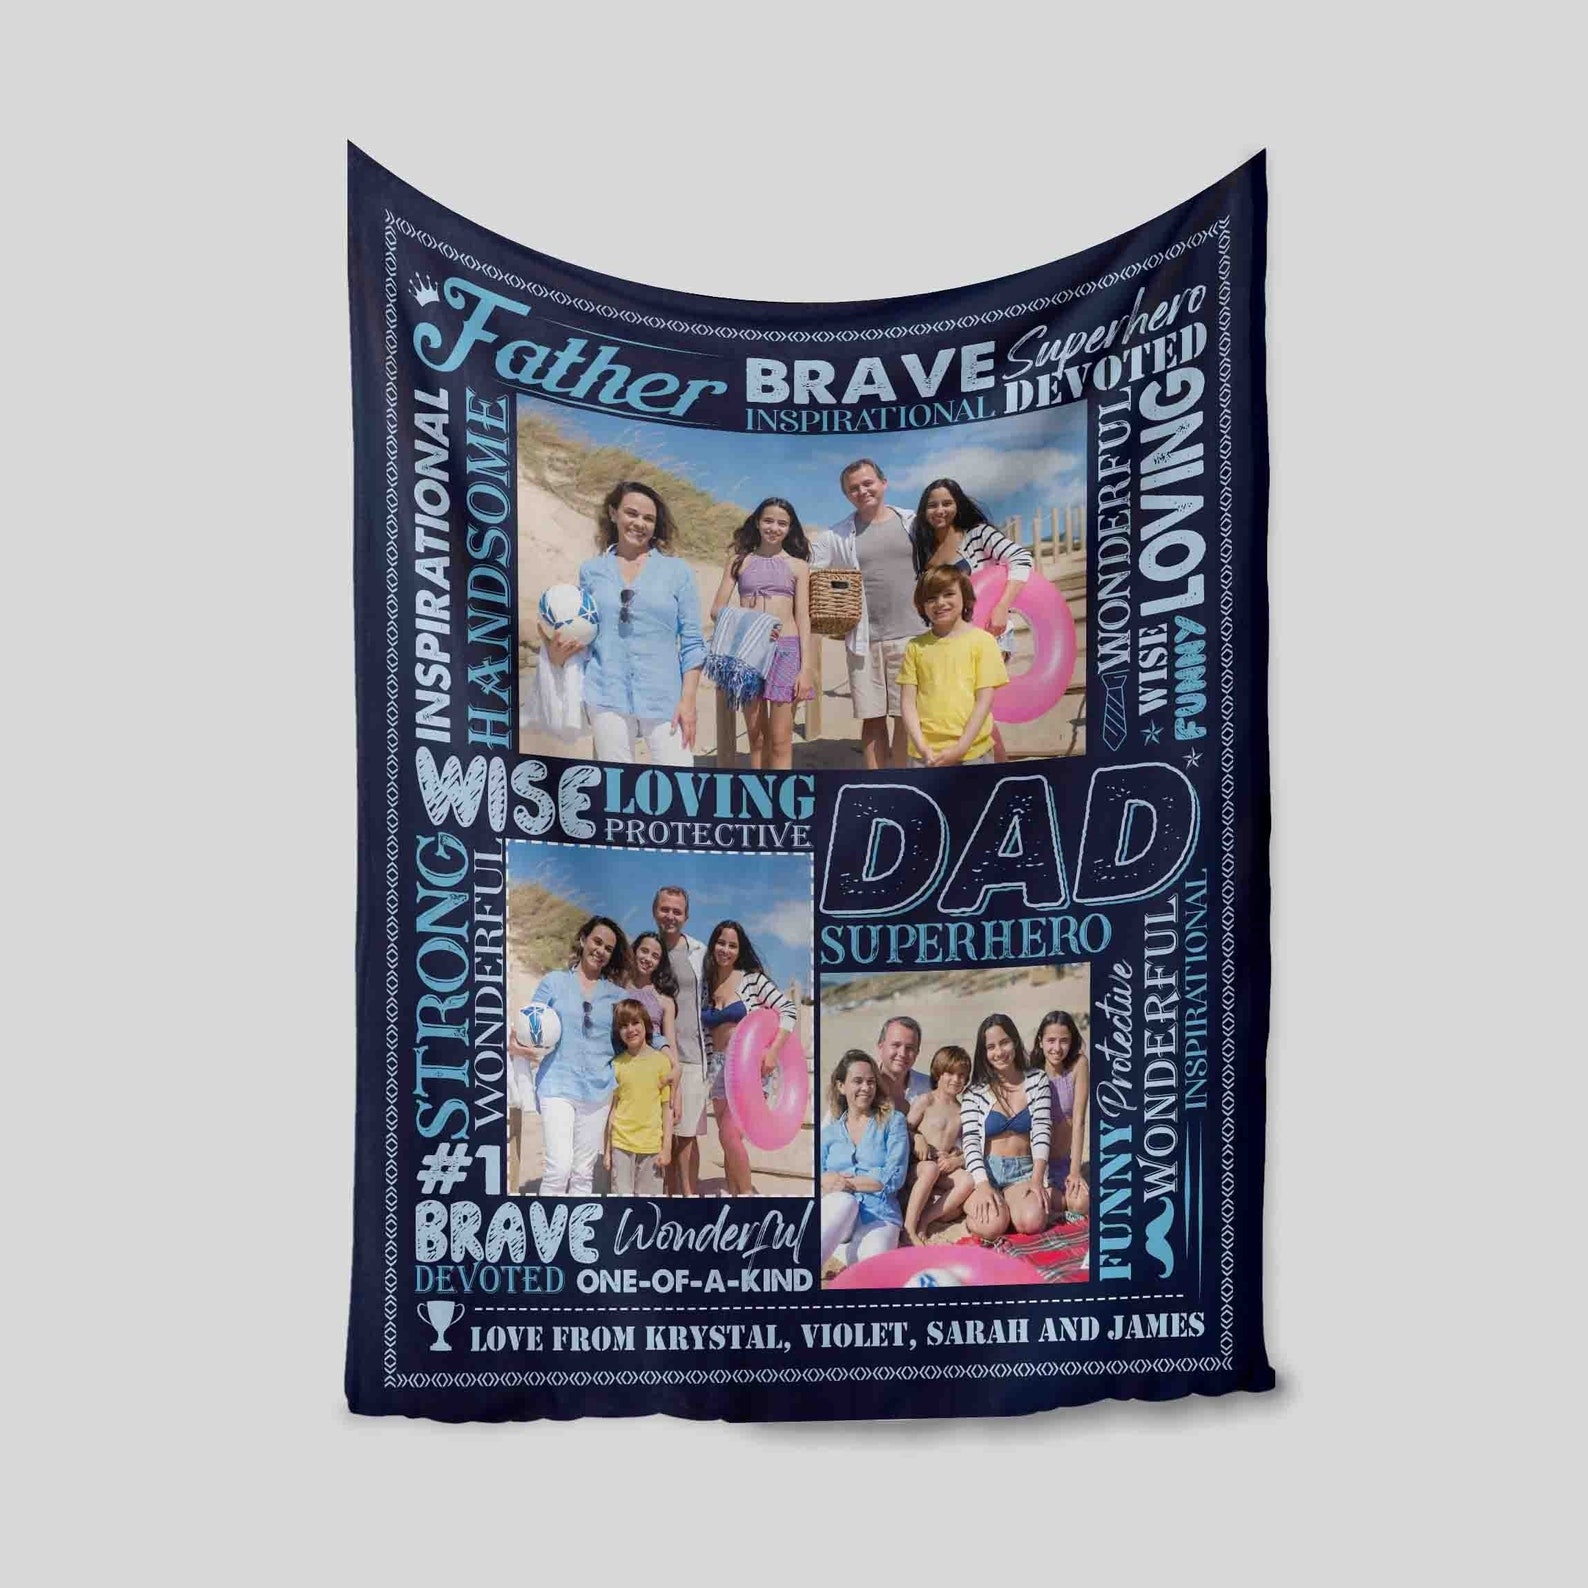 Father
BRAVE
INSPIRATIONAL
Superhero
DEVOTED
INSPIRATIONAL
HANDSOME
WONDERFUL
WISE
LOVING
FUNNY
WISE
LOVING
PROTECTIVE
DAD
SUPERHERO
STRONG
WONDERFUL
#1
FUNNY
Protective
WONDERFUL
INSPIRATIONAL
BRAVE
Wonderful
DEVOTED
ONE-OF-A-KIND
LOVE FROM KRYSTAL, VIOLET, SARAH AND JAMES